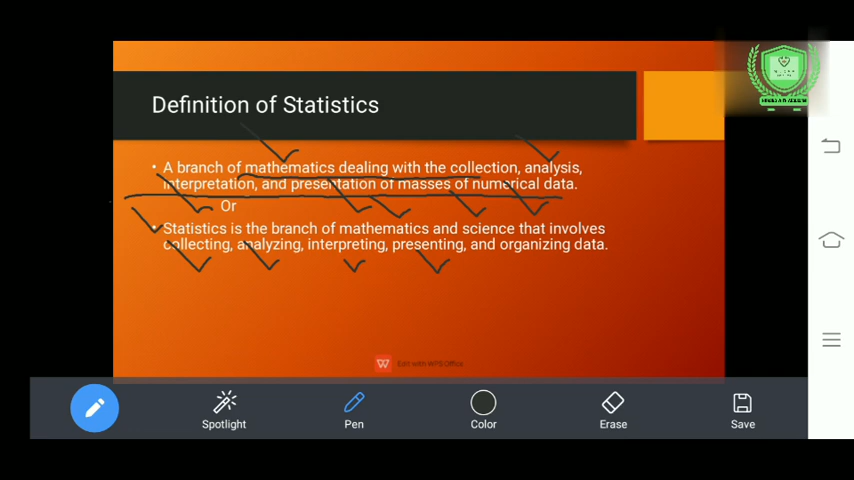 Definition of Statistics
• A branch of mathematics dealing with the collection, analysis,
interpretation, and presentation of masses of numerical data.
Or
• Statistics is the branch of mathematics and science that involves
collecting, analyzing, interpreting, presenting, and organizing data.
Edit with WPS Office
Spotlight
Pen
Color
Erase
Save